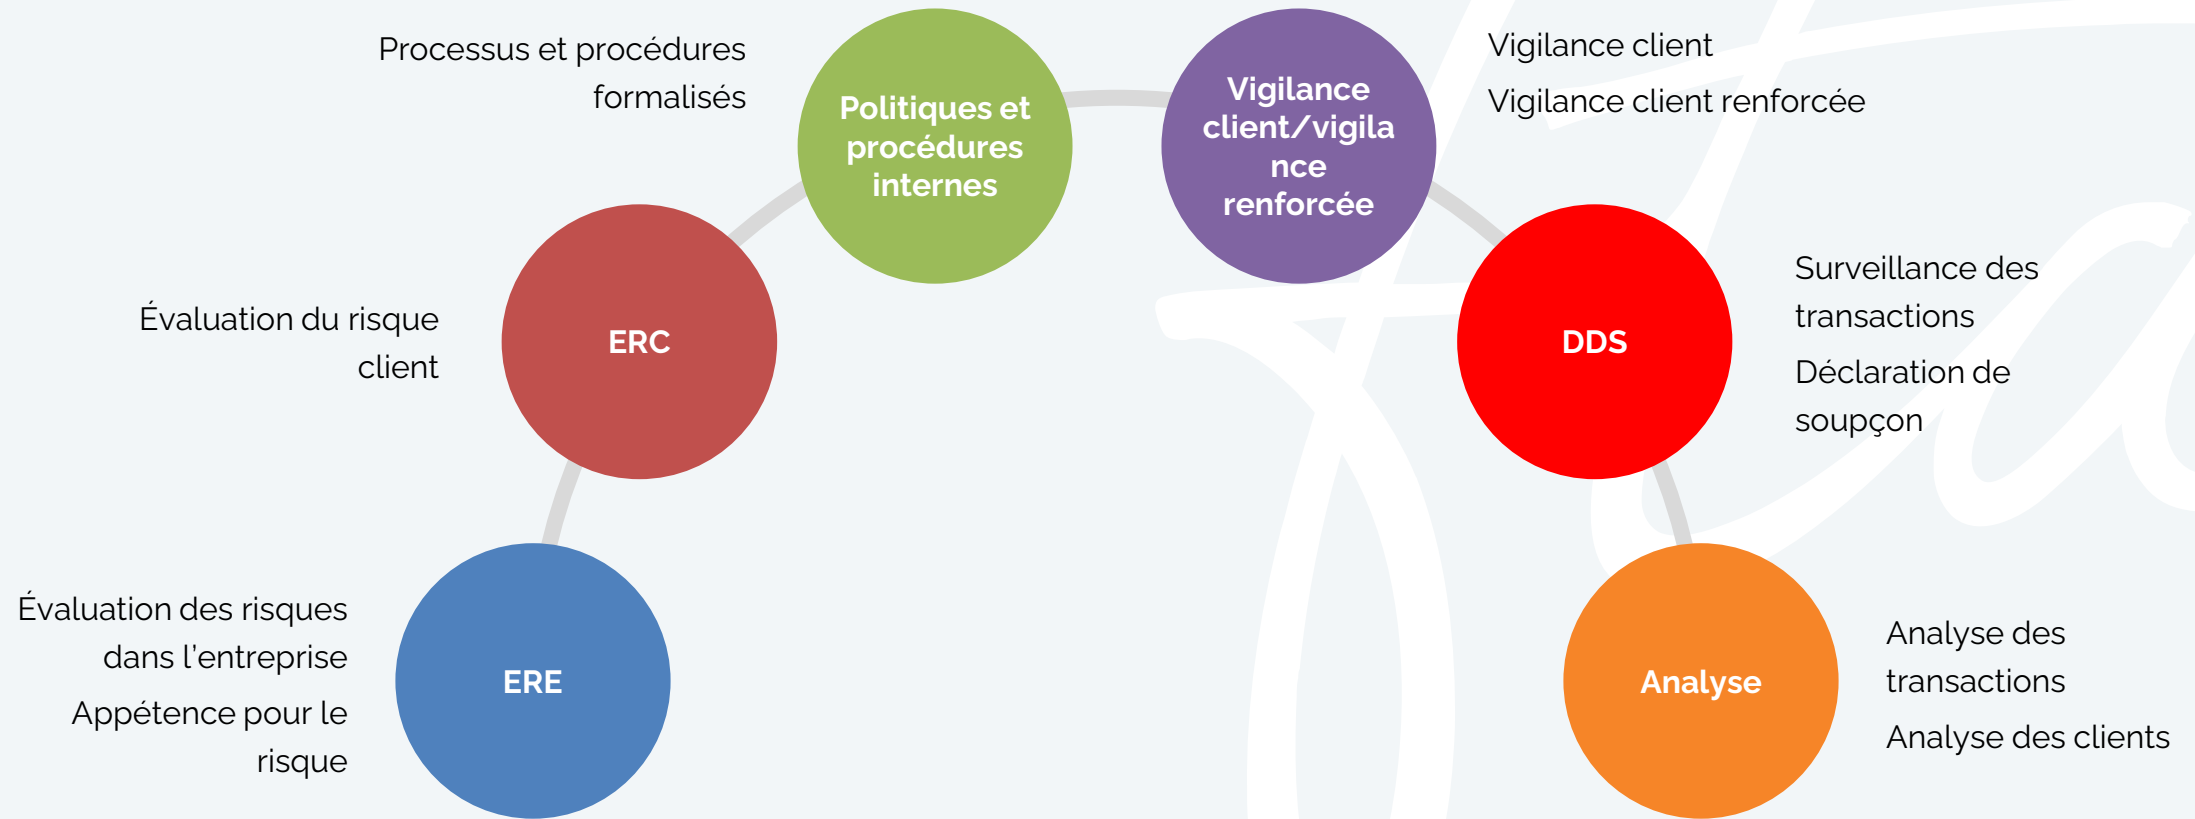 Processus et procédures
formalisés
Politiques et
procédures
internes
Vigilance
client/vigila
nce
renforcée
Vigilance client
Vigilance client renforcée
Évaluation du risque
client
ERC
DDS
Surveillance des
transactions
Déclaration de
soupçon
Évaluation des risques
dans l’entreprise
Appétence pour le
risque
ERE
Analyse
Analyse des
transactions
Analyse des clients